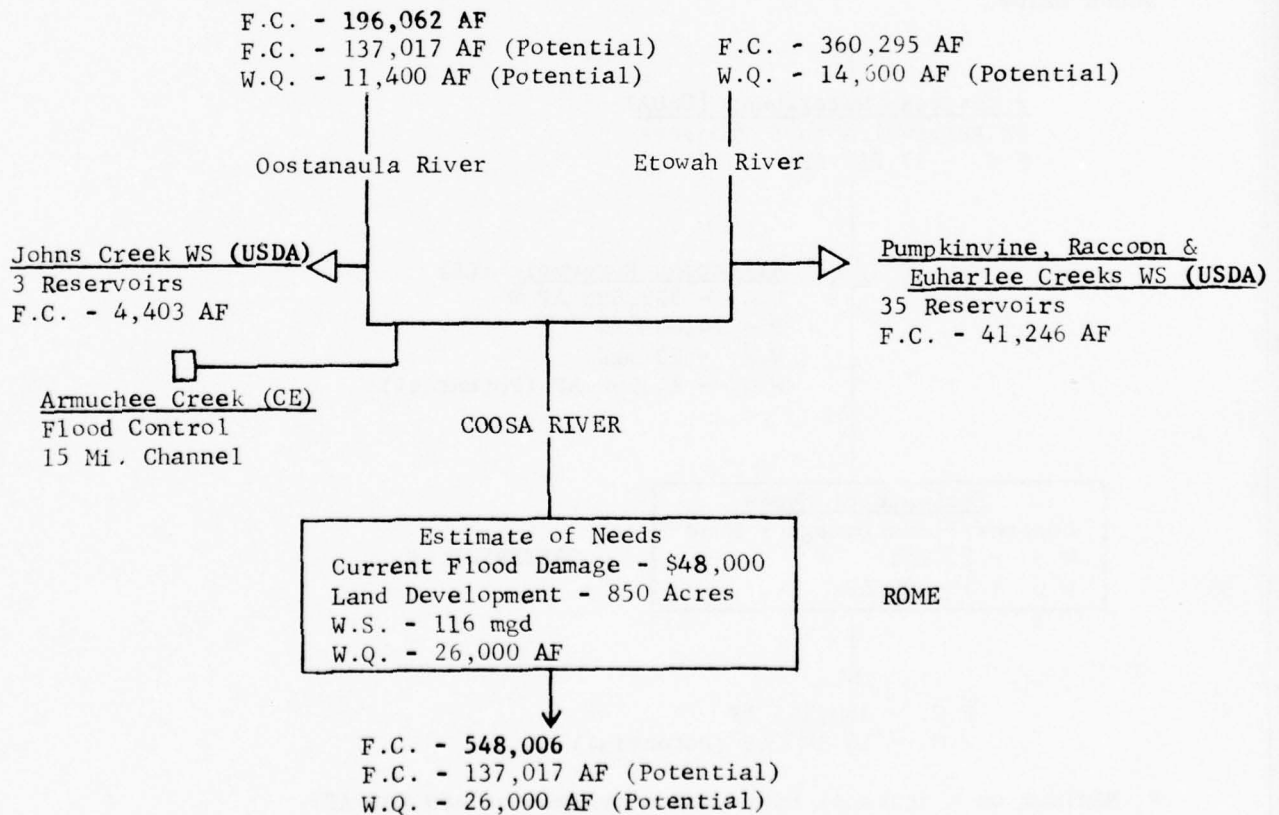 F.C. - 196,062 AF
F.C. - 137,017 AF (Potential)
W.Q. - 11,400 AF (Potential)
F.C. - 360,295 AF
W.Q. - 14,600 AF (Potential)
Oostanaula River
Etowah River
Johns Creek WS (USDA)
3 Reservoirs
F.C. - 4,403 AF
Pumpkinvine, Raccoon &
Euharlee Creeks WS (USDA)
35 Reservoirs
F.C. - 41,246 AF
Armuchee Creek (CE)
Flood Control
15 Mi. Channel
COOSA RIVER
Estimate of Needs
Current Flood Damage - $48,000
Land Development - 850 Acres
W.S. - 116 mgd
W.Q. - 26,000 AF
ROME
F.C. - 548,006
F.C. - 137,017 AF (Potential)
W.Q. - 26,000 AF (Potential)